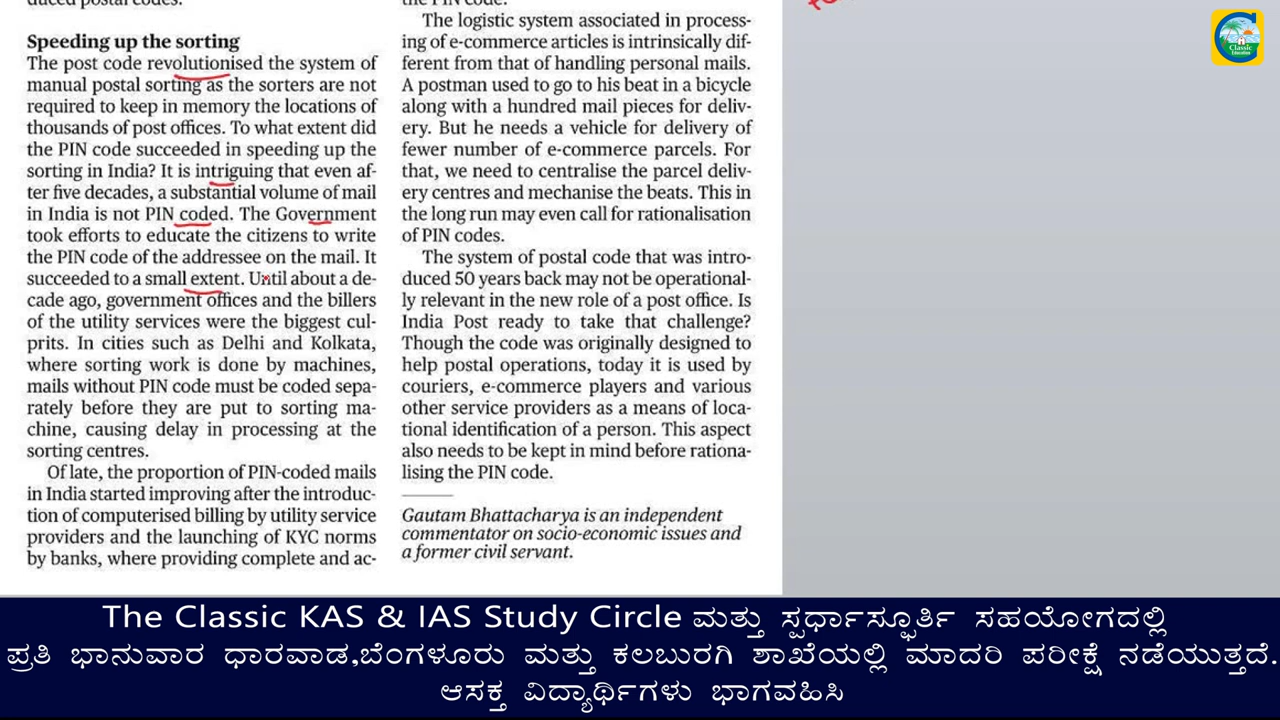 duced postal codes.
Speeding up the sorting
The post code revolutionised the system of
manual postal sorting as the sorters are not
required to keep in memory the locations of
thousands of post offices. To what extent did
the PIN code succeeded in speeding up the
sorting in India? It is intriguing that even af-
ter five decades, a substantial volume of mail
in India is not PIN coded. The Government
took efforts to educate the citizens to write
the PIN code of the addressee on the mail. It
succeeded to a small extent. Until about a de-
cade ago, government offices and the billers
of the utility services were the biggest cul-
prits. In cities such as Delhi and Kolkata,
where sorting work is done by machines,
mails without PIN code must be coded sepa-
rately before they are put to sorting ma-
chine, causing delay in processing at the
sorting centres.
Of late, the proportion of PIN-coded mails
in India started improving after the introduc-
tion of computerised billing by utility service
providers and the launching of KYC norms
by banks, where providing complete and ac-
the PIN code.
The logistic system associated in process-
ing of e-commerce articles is intrinsically dif-
ferent from that of handling personal mails.
A postman used to go to his beat in a bicycle
along with a hundred mail pieces for deliv-
ery. But he needs a vehicle for delivery of
fewer number of e-commerce parcels. For
that, we need to centralise the parcel deliv-
ery centres and mechanise the beats. This in
the long run may even call for rationalisation
of PIN codes.
The system of postal code that was intro-
duced 50 years back may not be operational-
ly relevant in the new role of a post office. Is
India Post ready to take that challenge?
Though the code was originally designed to
help postal operations, today it is used by
couriers, e-commerce players and various
other service providers as a means of loca-
tional identification of a person. This aspect
also needs to be kept in mind before rationa-
lising the PIN code.
Gautam Bhattacharya is an independent
commentator on socio-economic issues and
a former civil servant.
Classic
Education
The Classic KAS & IAS Study Circle ಮತ್ತು ಸ್ಪರ್ಧಾಸ್ಫೂರ್ತಿ ಸಹಯೋಗದಲ್ಲಿ
ಪ್ರತಿ ಭಾನುವಾರ ಧಾರವಾಡ,ಬೆಂಗಳೂರು ಮತ್ತು ಕಲಬುರಗಿ ಶಾಖೆಯಲ್ಲಿ ಮಾದರಿ ಪರೀಕ್ಷೆ ನಡೆಯುತ್ತದೆ.
ಆಸಕ್ತ ವಿದ್ಯಾರ್ಥಿಗಳು ಭಾಗವಹಿಸಿ